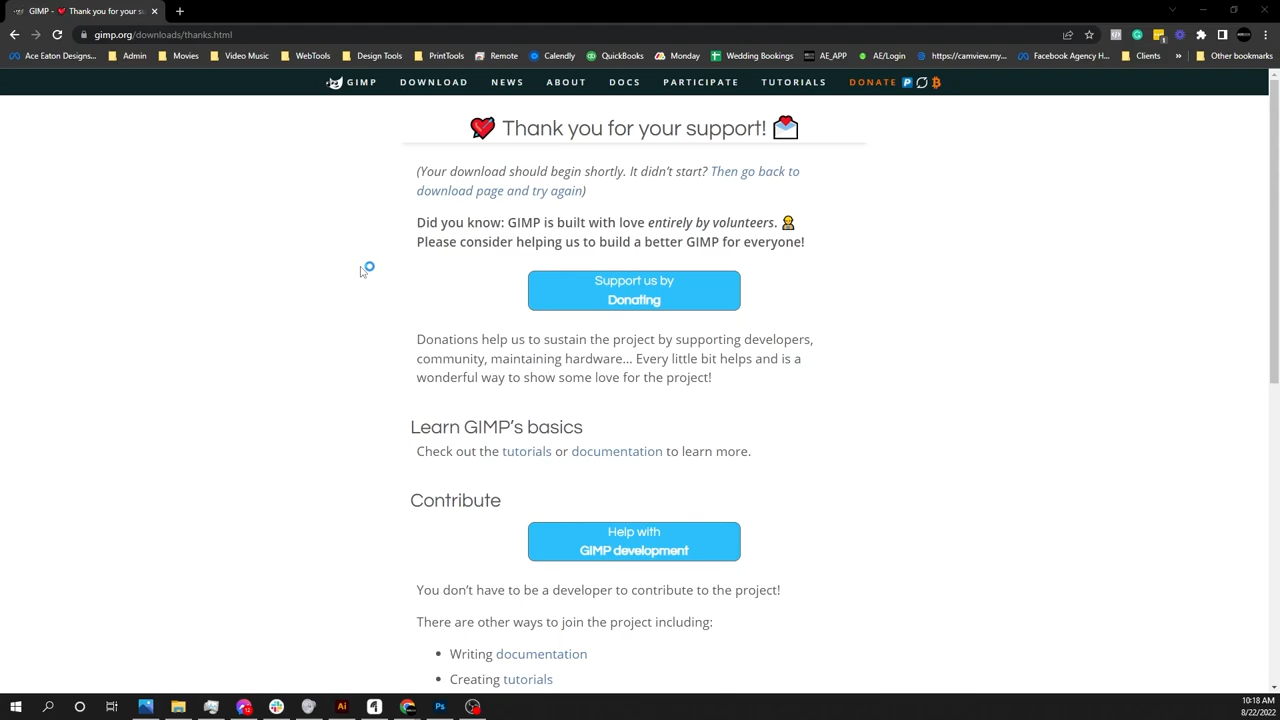 GIMP - Thank you for your s
gimp.org/downloads/thanks.html
Ace Eaton Designs... Admin Movies Video Music WebTools Design Tools PrintTools Remote Calendly QuickBooks Monday Wedding Bookings AE_APP AE/Login https://camview.my... Facebook Agency H... Clients » Other bookmarks
GIMP DOWNLOAD NEWS ABOUT DOCS PARTICIPATE TUTORIALS DONATE
Thank you for your support!
(Your download should begin shortly. It didn't start? Then go back to
download page and try again)
Did you know: GIMP is built with love entirely by volunteers.
Please consider helping us to build a better GIMP for everyone!
Support us by
Donating
Donations help us to sustain the project by supporting developers,
community, maintaining hardware... Every little bit helps and is a
wonderful way to show some love for the project!
Learn GIMP's basics
Check out the tutorials or documentation to learn more.
Contribute
Help with
GIMP development
You don't have to be a developer to contribute to the project!
There are other ways to join the project including:
• Writing documentation
• Creating tutorials
12
Ai
Ps
10:18 AM
8/22/2022